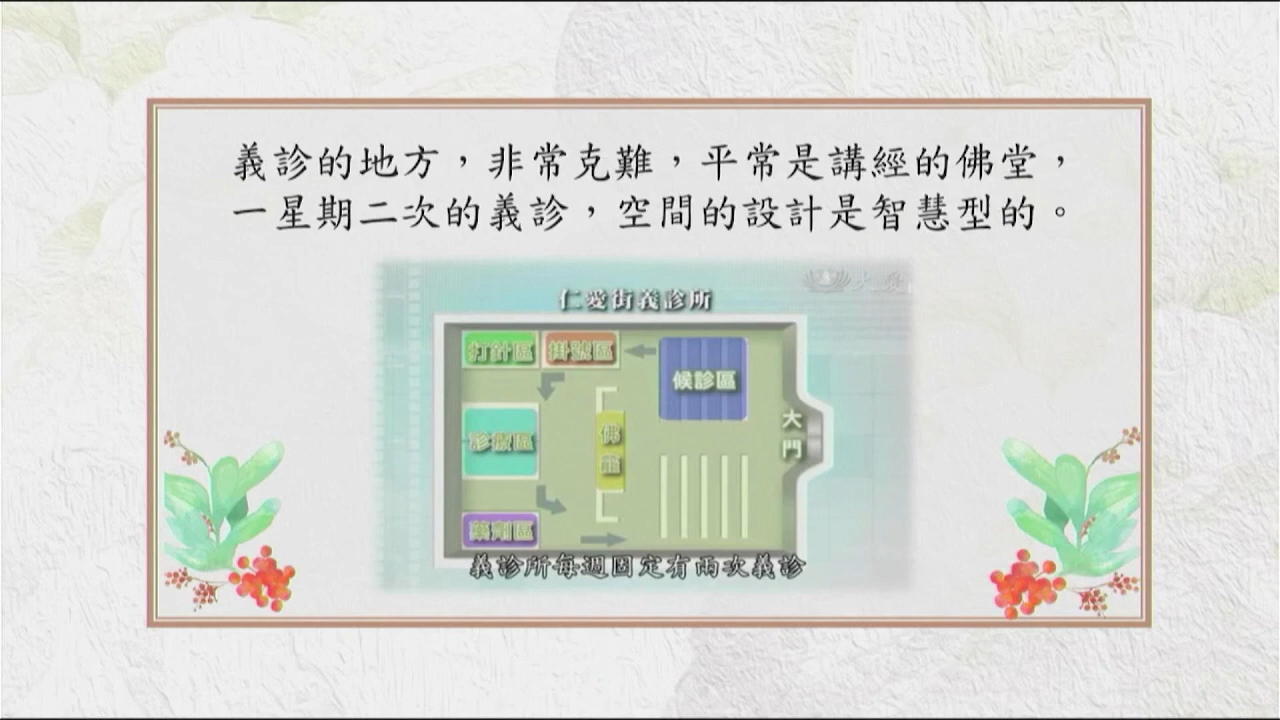 義診的地方，非常克難，平常是講經的佛堂，
一星期二次的義診，空間的設計是智慧型的。
大愛
仁愛街義診所
打針區
掛號區
候診區
診療區
佛龕
大門
藥劑區
義診所每週固定有兩次義診